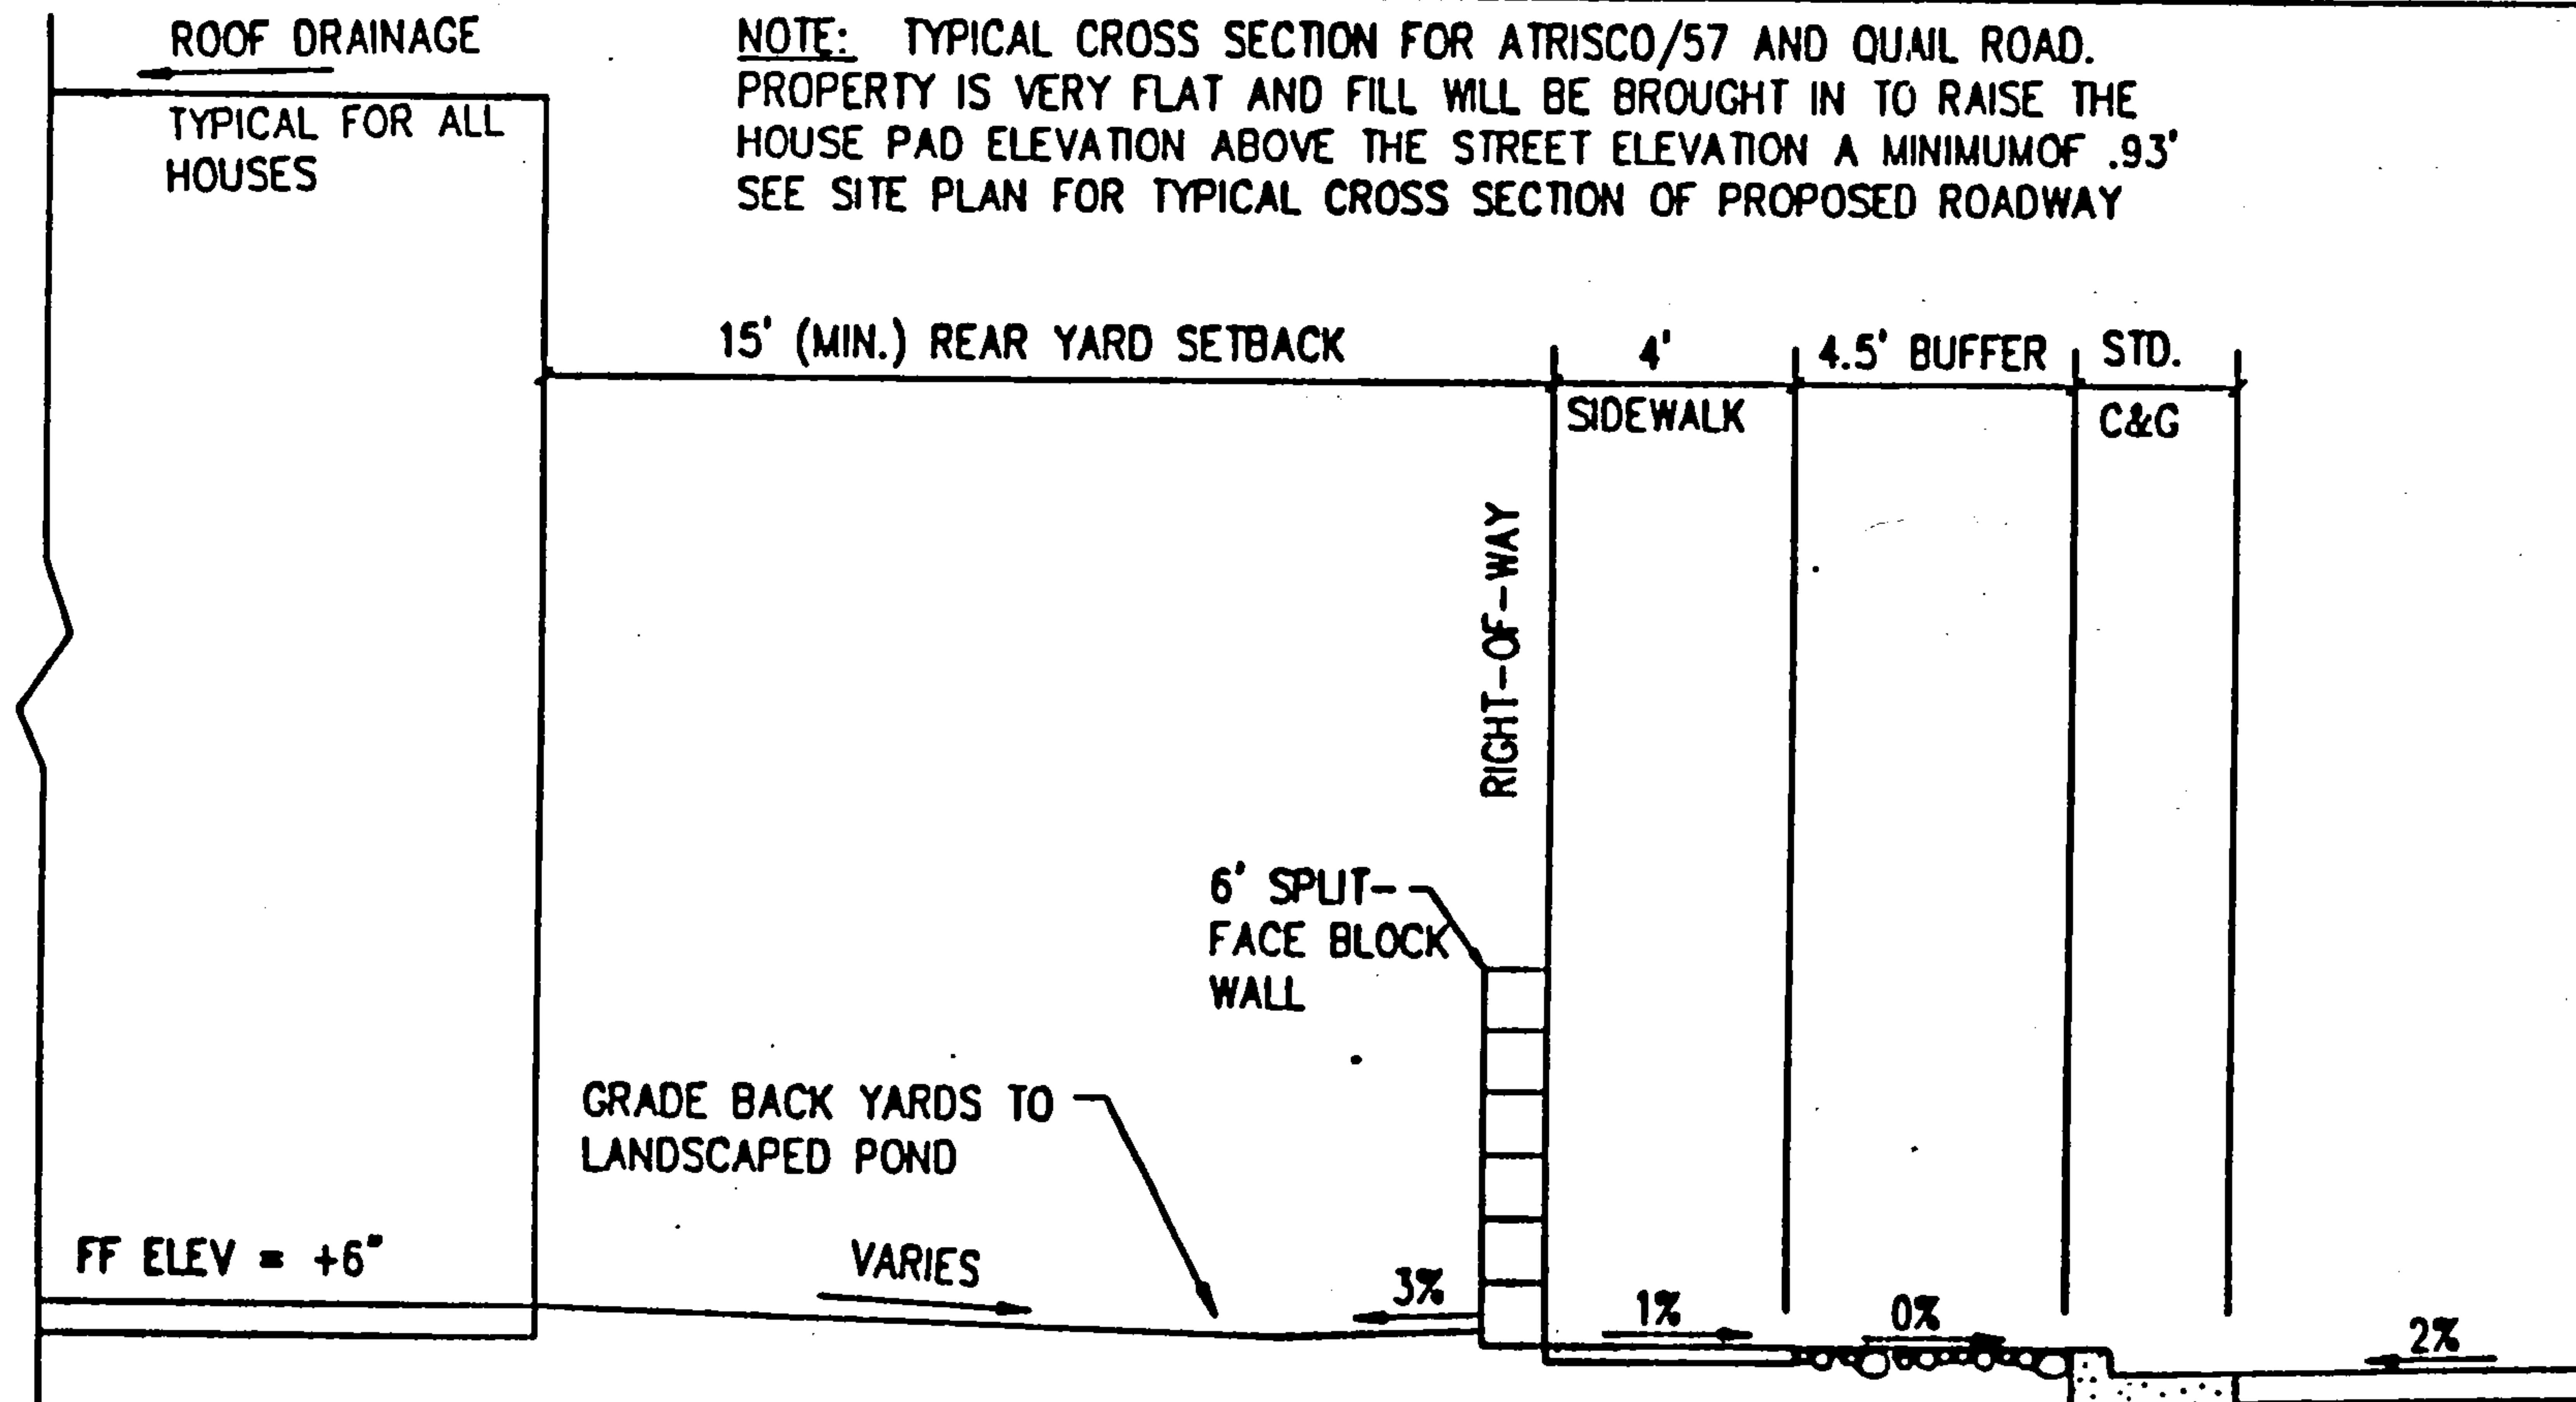 ROOF DRAINAGE
TYPICAL FOR ALL
HOUSES
NOTE: TYPICAL CROSS SECTION FOR ATRISCO/57 AND QUAIL ROAD.
PROPERTY IS VERY FLAT AND FILL WILL BE BROUGHT IN TO RAISE THE
HOUSE PAD ELEVATION ABOVE THE STREET ELEVATION A MINIMUMOF .93'
SEE SITE PLAN FOR TYPICAL CROSS SECTION OF PROPOSED ROADWAY
15' (MIN.) REAR YARD SETBACK
4'
SIDEWALK
4.5' BUFFER
STD.
C&G
RIGHT-OF-WAY
6' SPLIT-
FACE BLOCK
WALL
GRADE BACK YARDS TO
LANDSCAPED POND
FF ELEV = +6"
VARIES
3%
1%
0%
2%